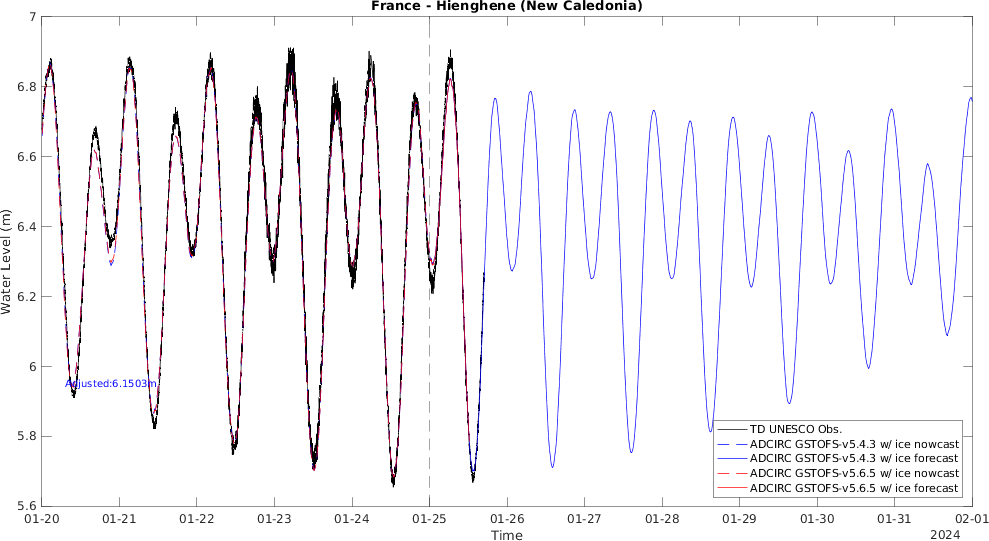 France - Hienghene (New Caledonia)
7
6.8
6.6
6.4
6.2
6
5.8
5.6
Water Level (m)
Adjusted:6.1503m
TD UNESCO Obs.
ADCIRC GSTOFS-v5.4.3 w/ ice nowcast
ADCIRC GSTOFS-v5.4.3 w/ ice forecast
ADCIRC GSTOFS-v5.6.5 w/ ice nowcast
ADCIRC GSTOFS-v5.6.5 w/ ice forecast
01-20 01-21 01-22 01-23 01-24 01-25 01-26 01-27 01-28 01-29 01-30 01-31 02-01
Time
2024